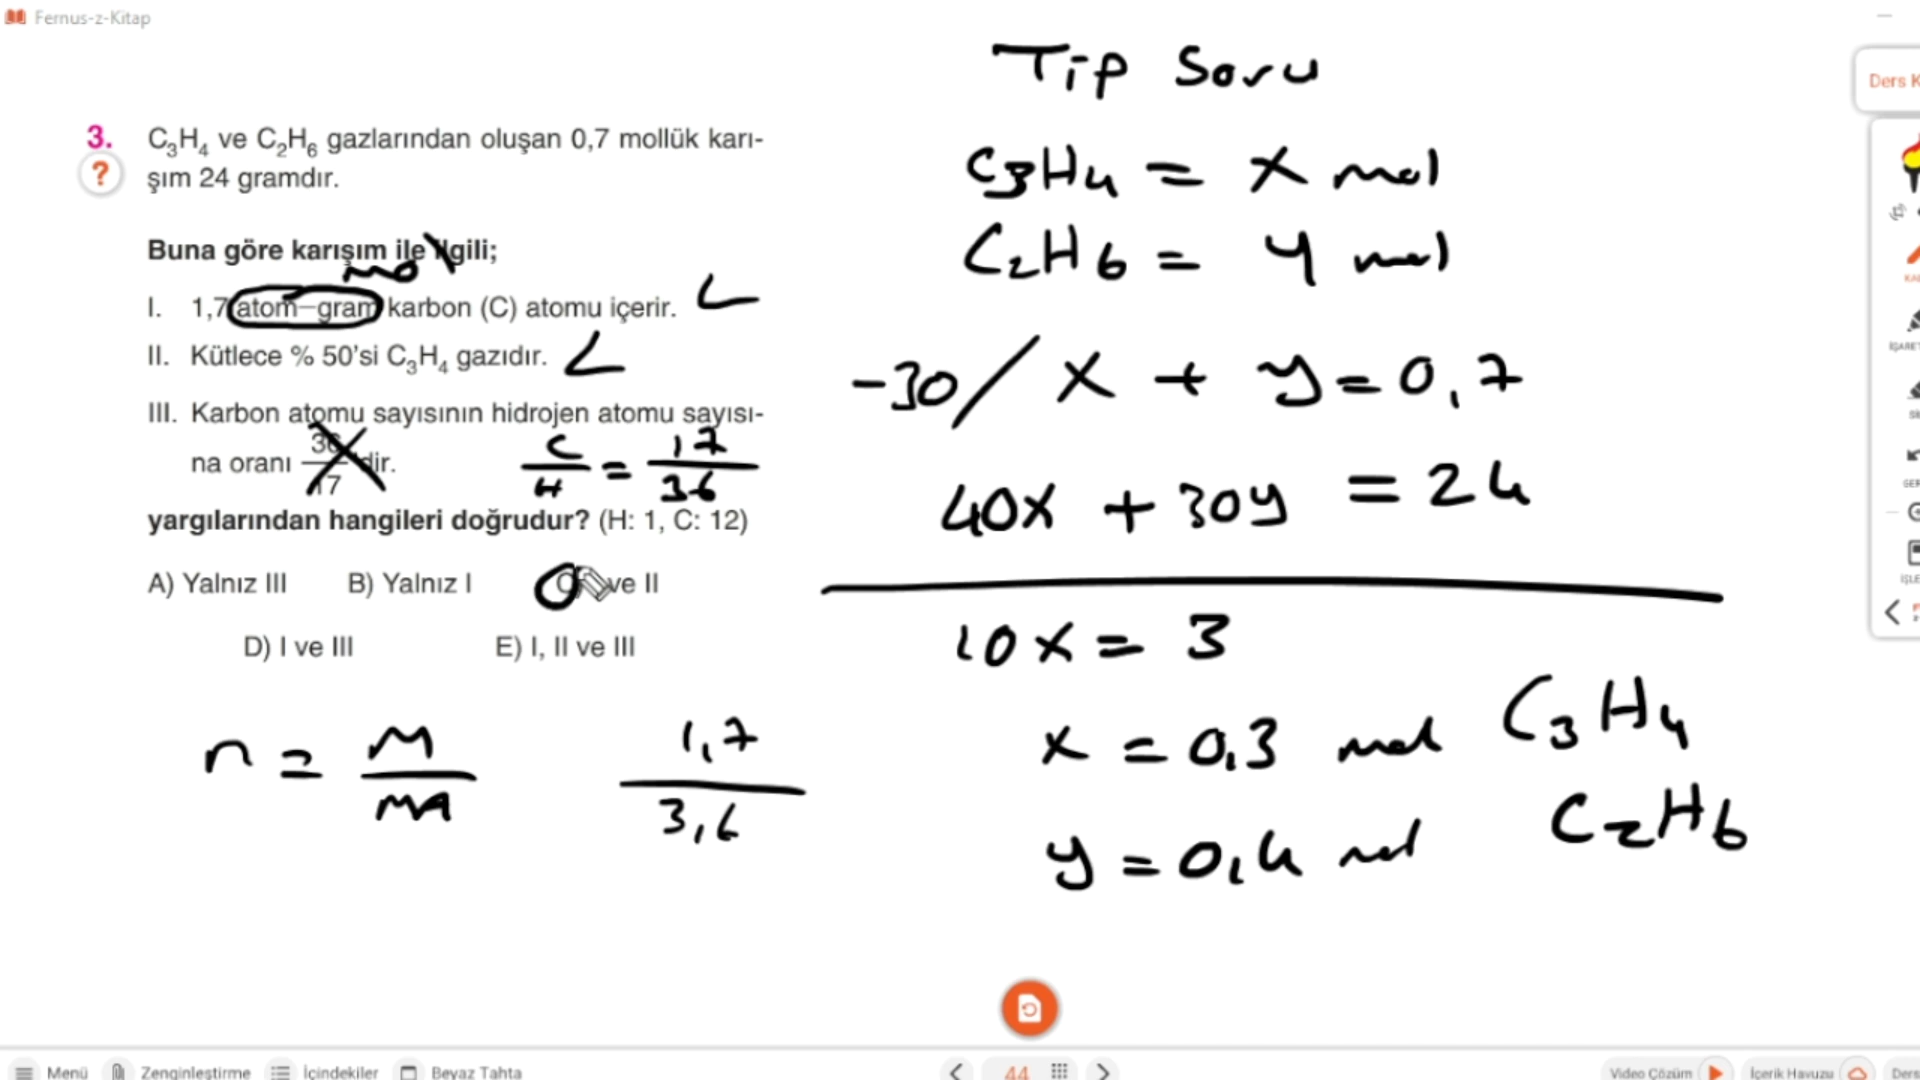 Fernus-z-Kitap
Tip Soru
Ders K
3. C₃H₄ ve C₂H₆ gazlarından oluşan 0,7 mollük karı-
şım 24 gramdır.
C₃H₄ = x mol
C₂H₆ = y mol
Buna göre karışım ile ilgili;
I. 1,7 atom–gram karbon (C) atomu içerir.
II. Kütlece % 50'si C₃H₄ gazıdır.
III. Karbon atomu sayısının hidrojen atomu sayısı-
na oranı 36/17 dir.
C/H = 17/36
yargılarından hangileri doğrudur? (H: 1, C: 12)
A) Yalnız III B) Yalnız I ve II
D) I ve III E) I, II ve III
-30/ x + y = 0,7
40x + 30y = 24
10x = 3
x = 0,3 mol C₃H₄
y = 0,4 mol C₂H₆
n = M/MA
1,7/3,6
Menü Zenginleştirme İçindekiler Beyaz Tahta 44 Video Çözüm İçerik Havuzu Ders